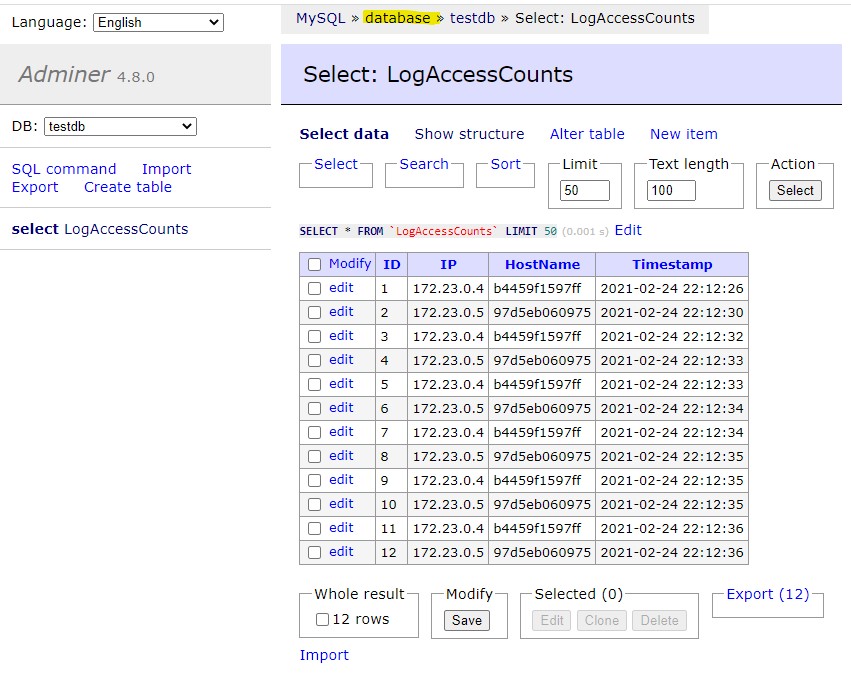 Language: English
MySQL » database » testdb » Select: LogAccessCounts
Adminer 4.8.0
Select: LogAccessCounts
DB: testdb
SQL command Import
Export Create table
select LogAccessCounts
Select data Show structure Alter table New item
Select Search Sort Limit Text length Action
50 100 Select
SELECT * FROM `LogAccessCounts` LIMIT 50 (0.001 s) Edit
Modify ID IP HostName Timestamp
edit 1 172.23.0.4 b4459f1597ff 2021-02-24 22:12:26
edit 2 172.23.0.5 97d5eb060975 2021-02-24 22:12:30
edit 3 172.23.0.4 b4459f1597ff 2021-02-24 22:12:32
edit 4 172.23.0.5 97d5eb060975 2021-02-24 22:12:33
edit 5 172.23.0.4 b4459f1597ff 2021-02-24 22:12:33
edit 6 172.23.0.5 97d5eb060975 2021-02-24 22:12:34
edit 7 172.23.0.4 b4459f1597ff 2021-02-24 22:12:34
edit 8 172.23.0.5 97d5eb060975 2021-02-24 22:12:35
edit 9 172.23.0.4 b4459f1597ff 2021-02-24 22:12:35
edit 10 172.23.0.5 97d5eb060975 2021-02-24 22:12:35
edit 11 172.23.0.4 b4459f1597ff 2021-02-24 22:12:36
edit 12 172.23.0.5 97d5eb060975 2021-02-24 22:12:36
Whole result Modify Selected (0) Export (12)
12 rows Save Edit Clone Delete
Import